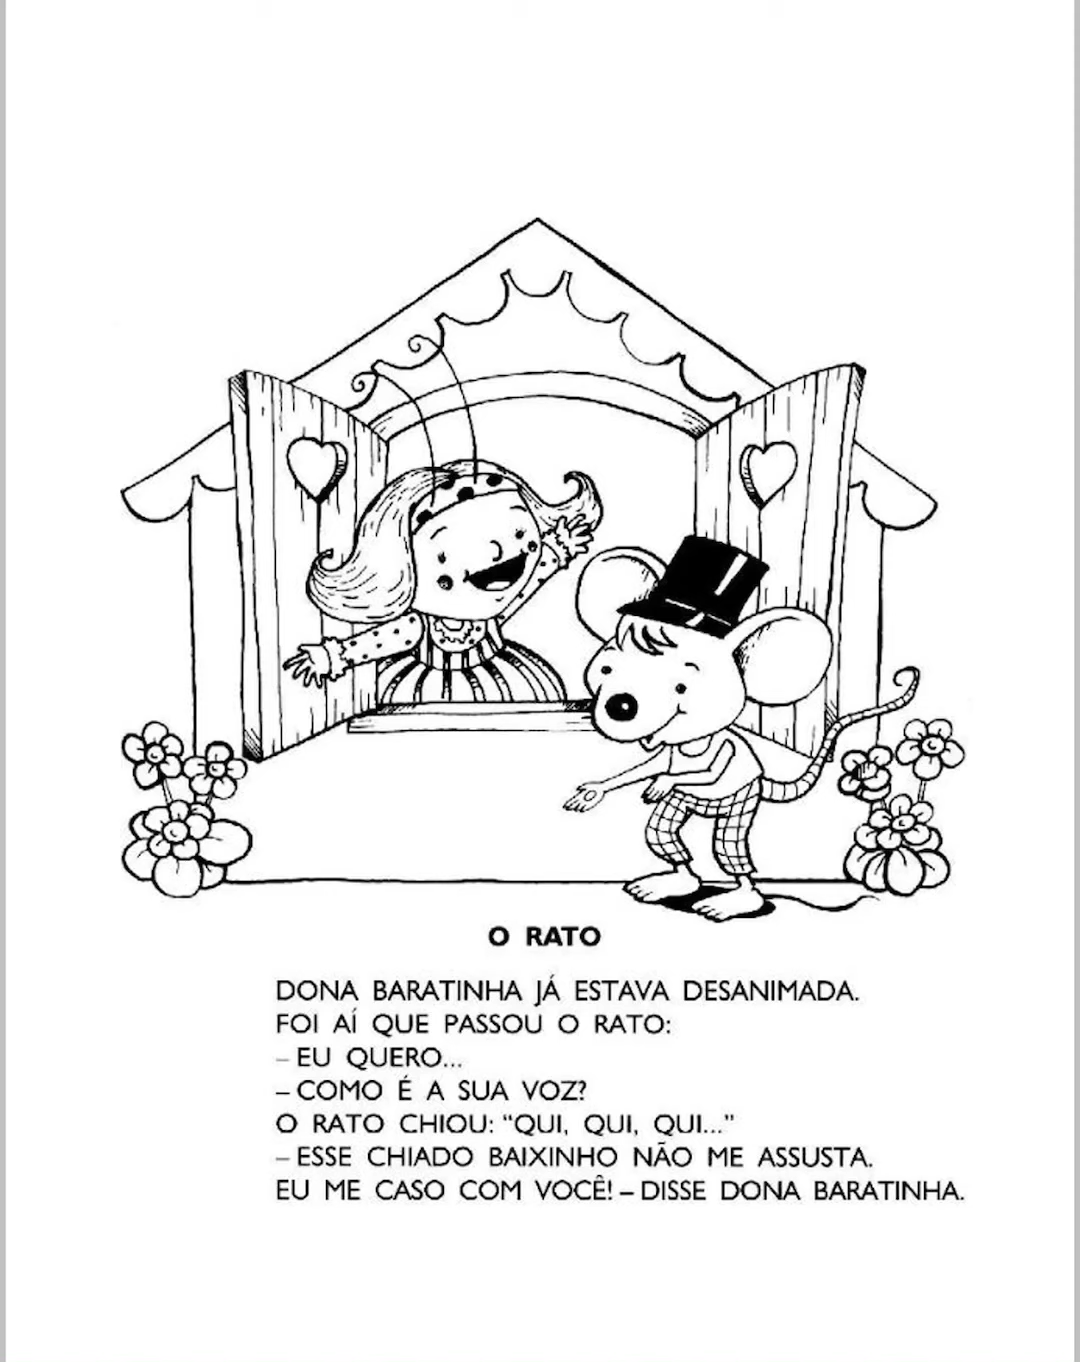 O RATO
DONA BARATINHA JÁ ESTAVA DESANIMADA.
FOI AÍ QUE PASSOU O RATO:
– EU QUERO...
– COMO É A SUA VOZ?
O RATO CHIOU: “QUI, QUI, QUI...”
– ESSE CHIADO BAIXINHO NÃO ME ASSUSTA.
EU ME CASO COM VOCÊ! – DISSE DONA BARATINHA.